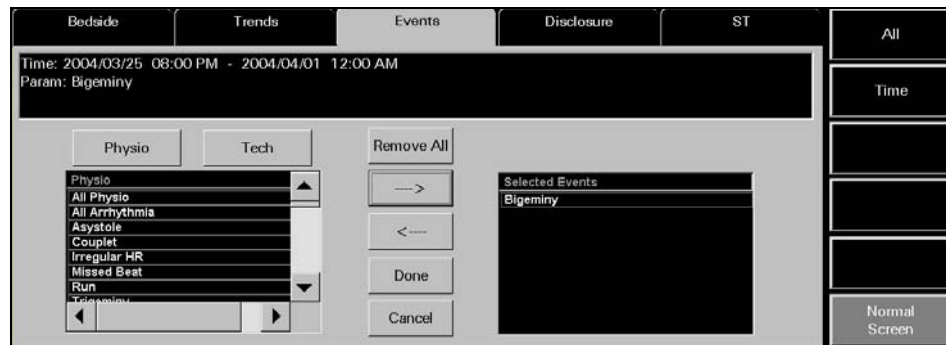 Bedside
Trends
Events
Disclosure
ST
All
Time: 2004/03/25 08:00 PM - 2004/04/01 12:00 AM
Param: Bigeminy
Time
Physio
Tech
Remove All
Physio
All Physio
All Arrhythmia
Asystole
Couplet
Irregular HR
Missed Beat
Run
Trigeminy
--->
<---
Done
Cancel
Selected Events
Bigeminy
Normal
Screen